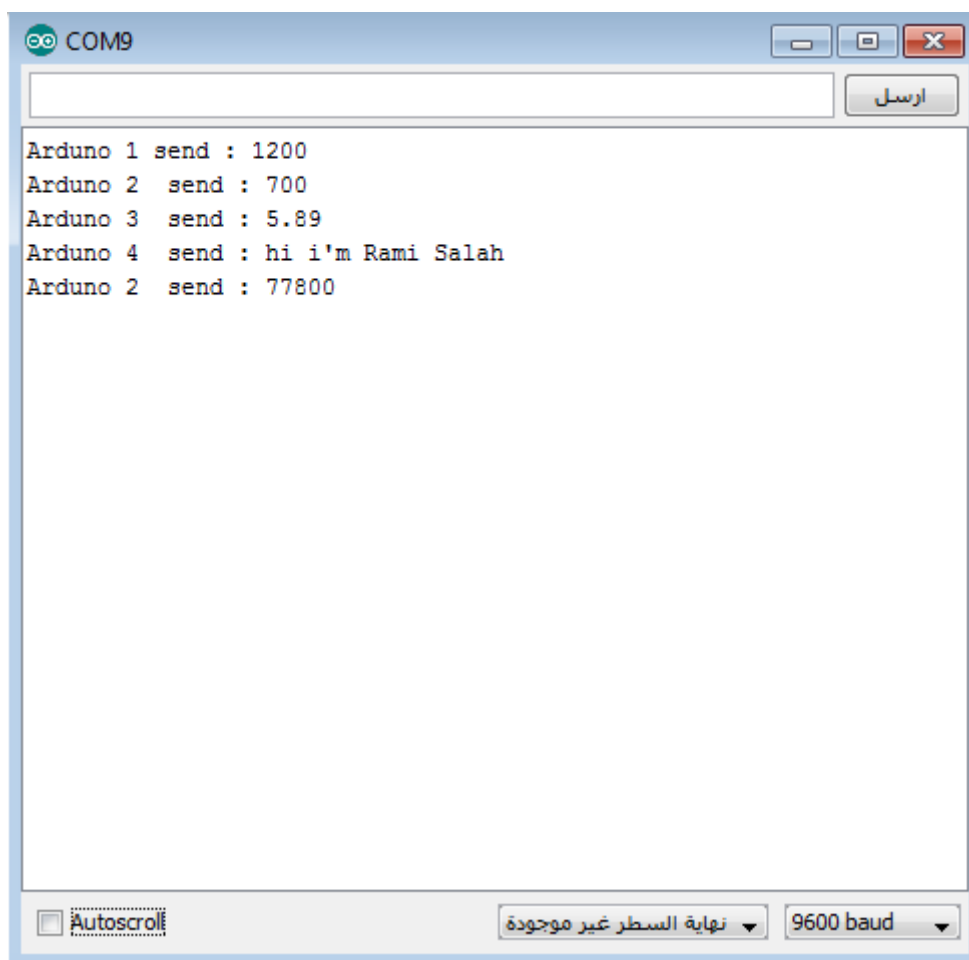 COM9
ارسل
Arduno 1 send : 1200
Arduno 2  send : 700
Arduno 3  send : 5.89
Arduno 4  send : hi i'm Rami Salah
Arduno 2  send : 77800
Autoscroll
نهاية السطر غير موجودة
9600 baud